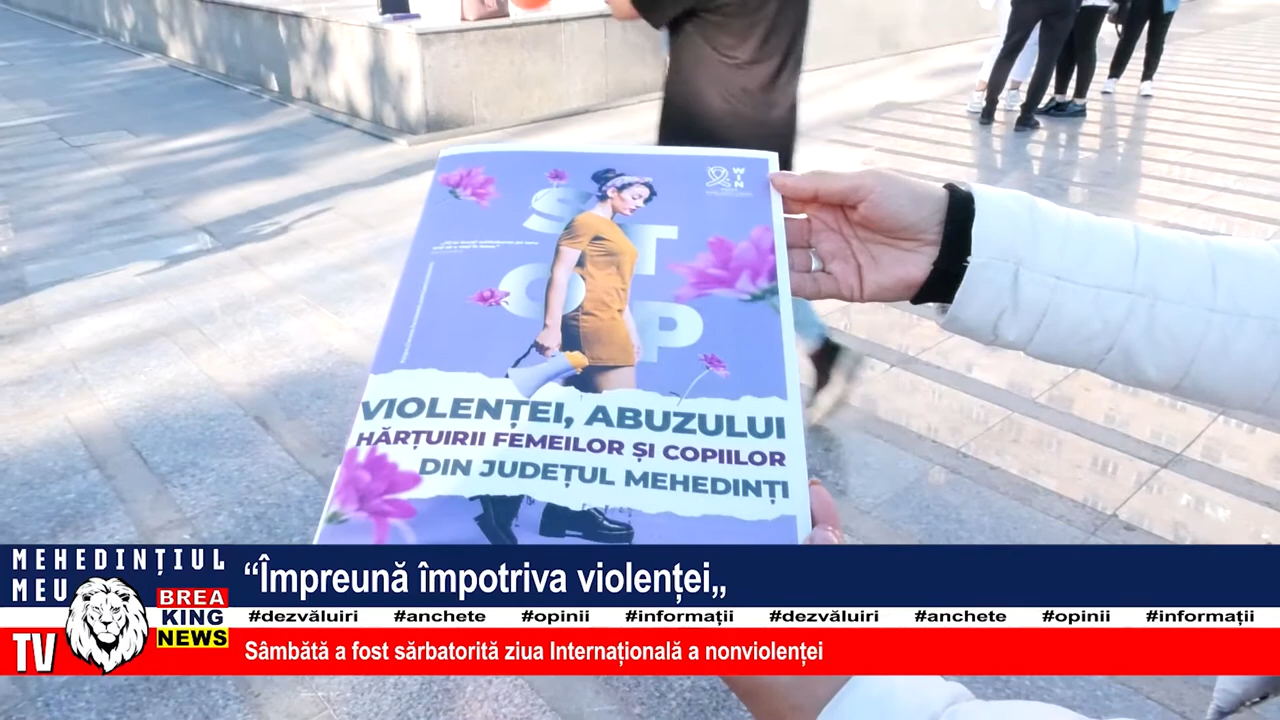 WIN
ST
OP
VIOLENȚEI, ABUZULUI
HĂRȚUIRII FEMEILOR ȘI COPIILOR
DIN JUDEȚUL MEHEDINȚI
MEHEDINȚIUL
MEU
TV
BREA
KING
NEWS
“Împreună împotriva violenței„
#dezvăluiri #anchete #opinii #informații #dezvăluiri #anchete #opinii #informații
Sâmbătă a fost sărbatorită ziua Internațională a nonviolenței